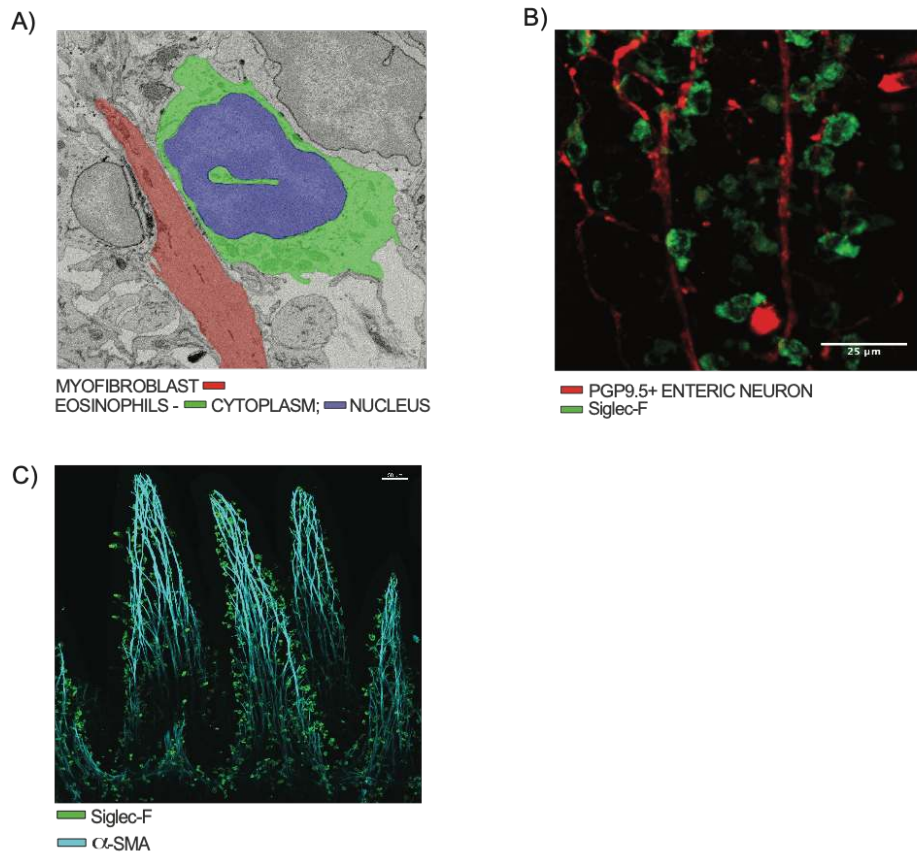 A)
MYOFIBROBLAST
EOSINOPHILS - CYTOPLASM; NUCLEUS
B)
25 μm
PGP9.5+ ENTERIC NEURON
Siglec-F
C)
Siglec-F
α-SMA